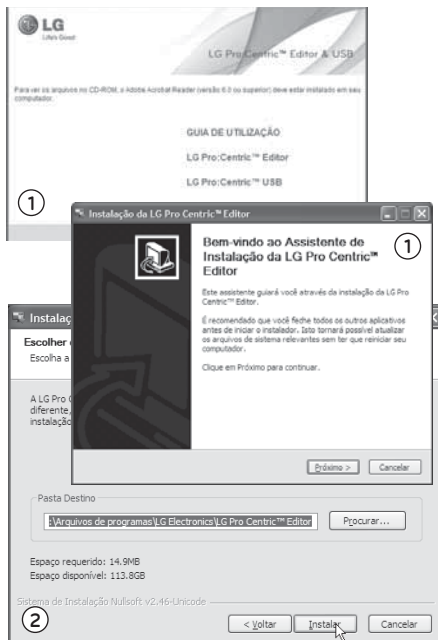 LG
Life's Good
LG Pro:Centric™ Editor & USB
Para ver os arquivos no CD-ROM, o Adobe Acrobat Reader (versão 6.0 ou superior) deve estar instalado em seu
computador.
GUIA DE UTILIZAÇÃO
LG Pro:Centric™ Editor
LG Pro:Centric™ USB
1
Instalação da LG Pro Centric™ Editor
Bem-vindo ao Assistente de
Instalação da LG Pro Centric™
Editor
1
Este assistente guiará você através da instalação da LG Pro
Centric™ Editor.
É recomendado que você feche todos os outros aplicativos
antes de iniciar o instalador. Isto tornará possível atualizar
os arquivos de sistema relevantes sem ter que reiniciar seu
computador.
Clique em Próximo para continuar.
Próximo >
Cancelar
Instalaç
Escolher
Escolha a
A LG Pro
diferente,
instalação
Pasta Destino
:\Arquivos de programas\LG Electronics\LG Pro Centric™ Editor
Procurar...
Espaço requerido: 14.9MB
Espaço disponível: 113.8GB
Sistema de Instalação Nullsoft v2.46-Unicode
2
< Voltar
Instalar
Cancelar